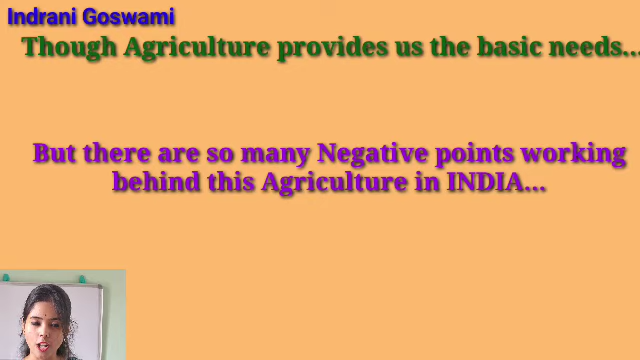 Indrani Goswami
Though Agriculture provides us the basic needs...
But there are so many Negative points working
behind this Agriculture in INDIA...